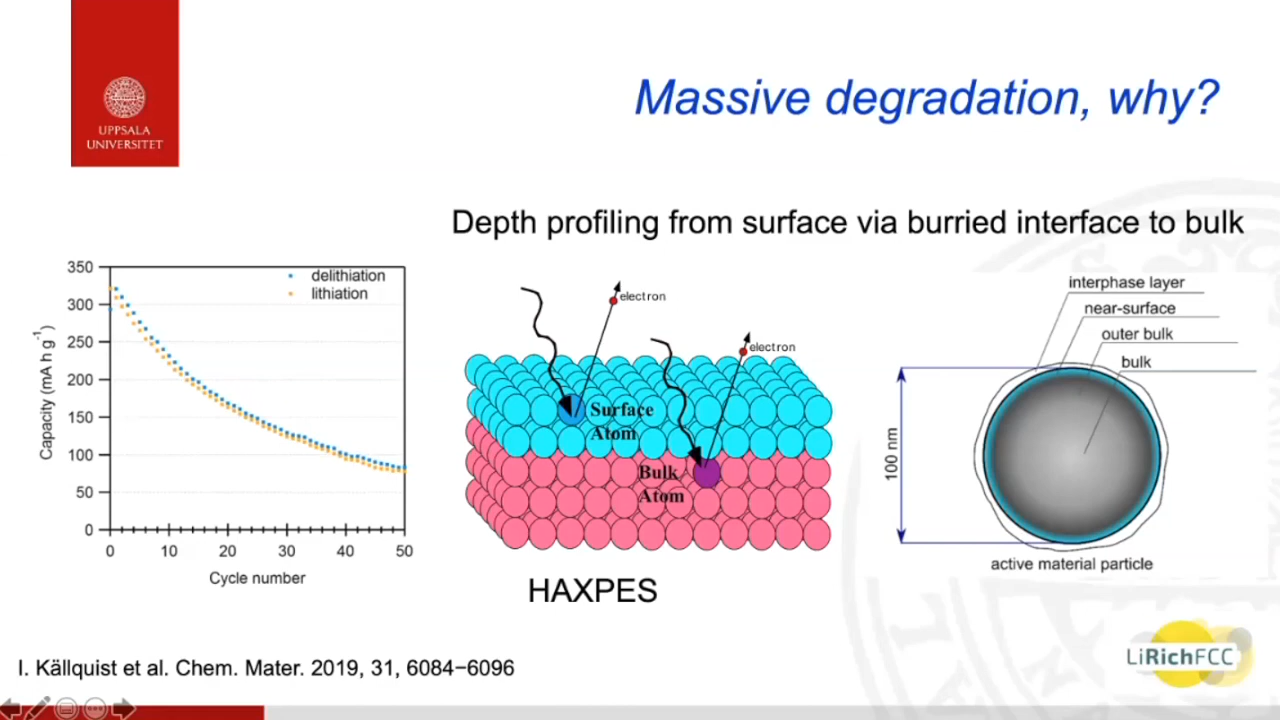 UPPSALA
UNIVERSITET
Massive degradation, why?
Depth profiling from surface via burried interface to bulk
350
300
250
200
150
100
50
0
0
10
20
30
40
50
Capacity (mA h g⁻¹)
Cycle number
delithiation
lithiation
electron
electron
Surface
Atom
Bulk
Atom
HAXPES
interphase layer
near-surface
outer bulk
bulk
100 nm
active material particle
I. Källquist et al. Chem. Mater. 2019, 31, 6084−6096
LiRichFCC